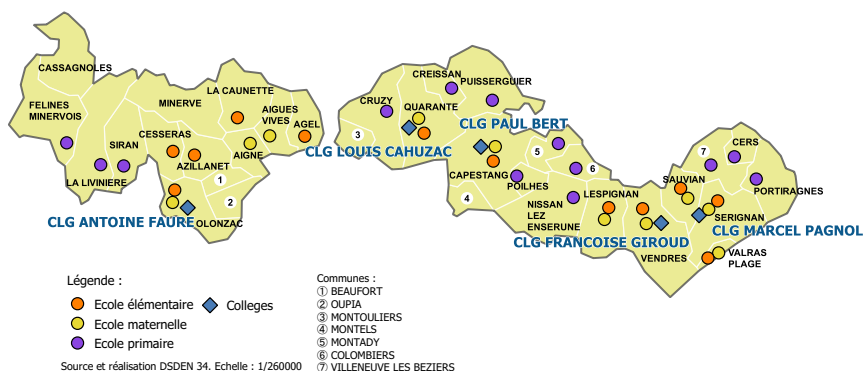 CASSAGNOLES
FELINES
MINERVOIS
MINERVE
LA CAUNETTE
AIGUES
VIVES
AGEL
SIRAN
CESSERAS
AZILLANET
AIGNE
LA LIVINIERE
①
②
CLG ANTOINE FAURE
OLONZAC
CREISSAN
PUISSERGUIER
CRUZY
QUARANTE
③
CLG PAUL BERT
CLG LOUIS CAHUZAC
CAPESTANG
POILHES
④
⑤
⑥
NISSAN
LEZ
ENSERUNE
LESPIGNAN
CLG FRANCOISE GIROUD
VENDRES
⑦
CERS
SAUVIAN
PORTIRAGNES
SERIGNAN
CLG MARCEL PAGNOL
VALRAS
PLAGE
Légende :
Ecole élémentaire
Colleges
Ecole maternelle
Ecole primaire
Source et réalisation DSDEN 34. Echelle : 1/260000
Communes :
① BEAUFORT
② OUPIA
③ MONTOULIERS
④ MONTELS
⑤ MONTADY
⑥ COLOMBIERS
⑦ VILLENEUVE LES BEZIERS